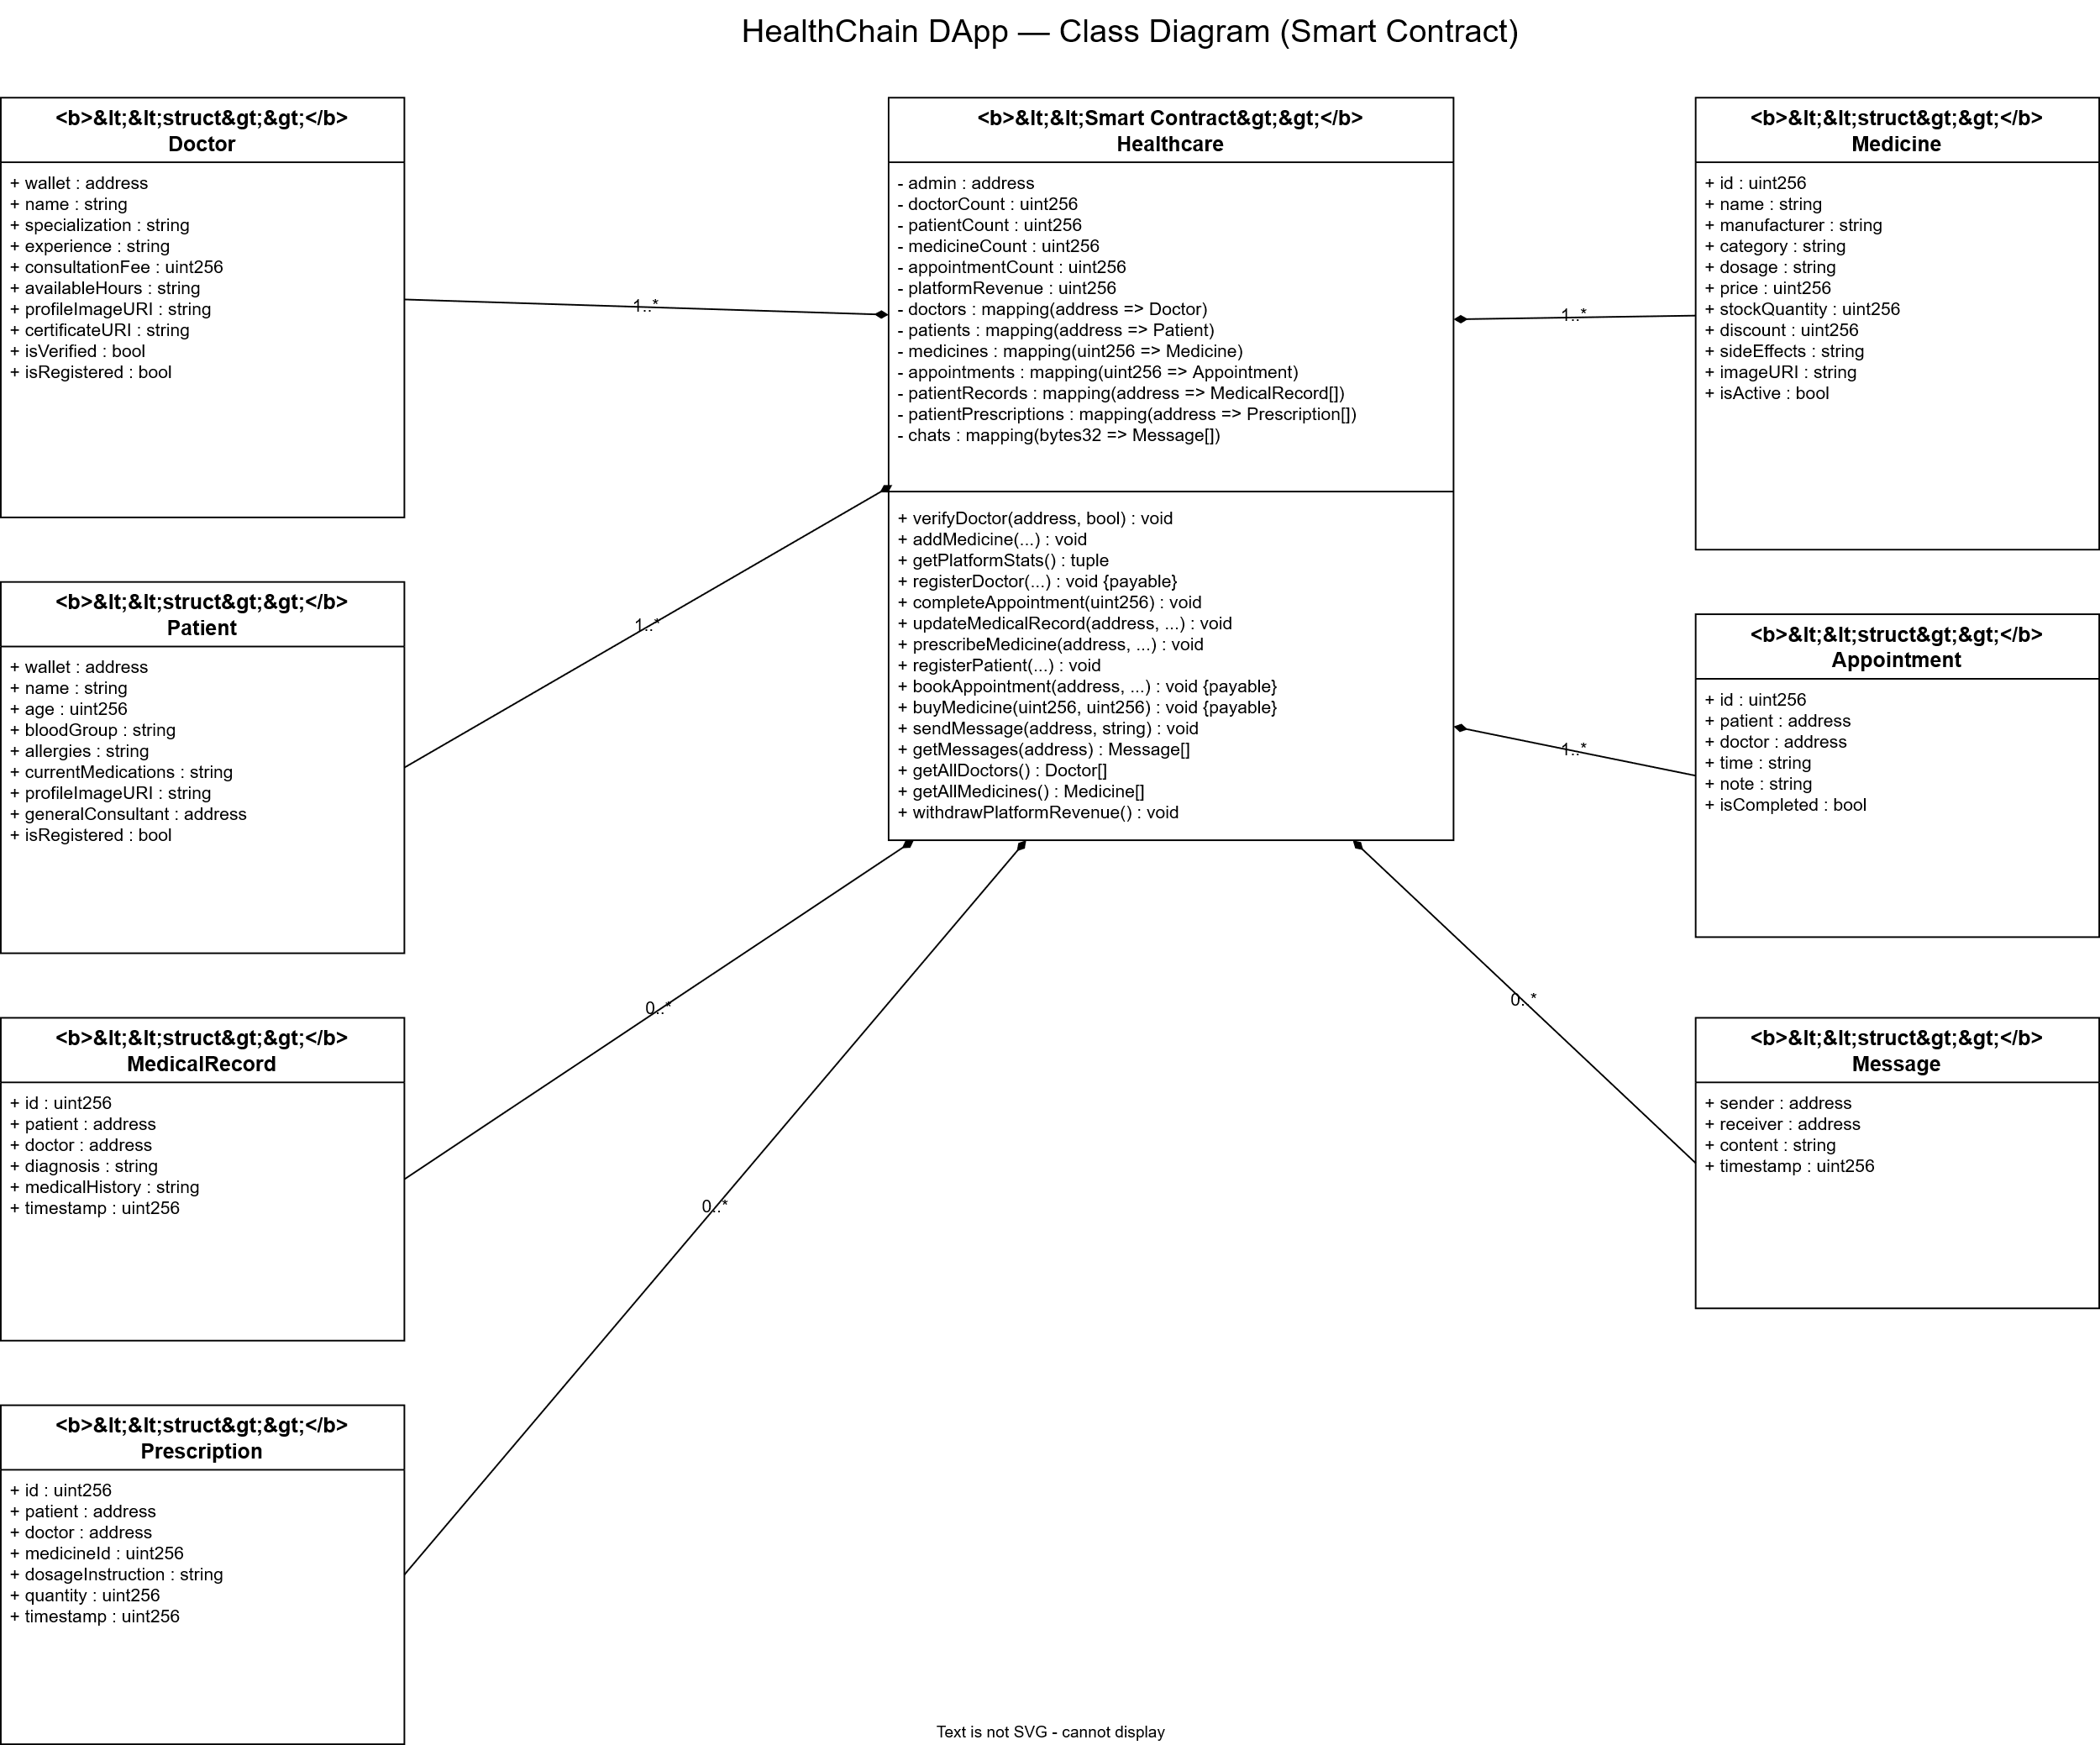 HealthChain DApp — Class Diagram (Smart Contract)
<b>&lt;&lt;struct&gt;&gt;</b>
Doctor
+ wallet : address
+ name : string
+ specialization : string
+ experience : string
+ consultationFee : uint256
+ availableHours : string
+ profileImageURI : string
+ certificateURI : string
+ isVerified : bool
+ isRegistered : bool
1..*
<b>&lt;&lt;Smart Contract&gt;&gt;</b>
Healthcare
- admin : address
- doctorCount : uint256
- patientCount : uint256
- medicineCount : uint256
- appointmentCount : uint256
- platformRevenue : uint256
- doctors : mapping(address => Doctor)
- patients : mapping(address => Patient)
- medicines : mapping(uint256 => Medicine)
- appointments : mapping(uint256 => Appointment)
- patientRecords : mapping(address => MedicalRecord[])
- patientPrescriptions : mapping(address => Prescription[])
- chats : mapping(bytes32 => Message[])
+ verifyDoctor(address, bool) : void
+ addMedicine(...) : void
+ getPlatformStats() : tuple
+ registerDoctor(...) : void {payable}
+ completeAppointment(uint256) : void
+ updateMedicalRecord(address, ...) : void
+ prescribeMedicine(address, ...) : void
+ registerPatient(...) : void
+ bookAppointment(address, ...) : void {payable}
+ buyMedicine(uint256, uint256) : void {payable}
+ sendMessage(address, string) : void
+ getMessages(address) : Message[]
+ getAllDoctors() : Doctor[]
+ getAllMedicines() : Medicine[]
+ withdrawPlatformRevenue() : void
1..*
<b>&lt;&lt;struct&gt;&gt;</b>
Medicine
+ id : uint256
+ name : string
+ manufacturer : string
+ category : string
+ dosage : string
+ price : uint256
+ stockQuantity : uint256
+ discount : uint256
+ sideEffects : string
+ imageURI : string
+ isActive : bool
<b>&lt;&lt;struct&gt;&gt;</b>
Patient
+ wallet : address
+ name : string
+ age : uint256
+ bloodGroup : string
+ allergies : string
+ currentMedications : string
+ profileImageURI : string
+ generalConsultant : address
+ isRegistered : bool
1..*
1..*
<b>&lt;&lt;struct&gt;&gt;</b>
Appointment
+ id : uint256
+ patient : address
+ doctor : address
+ time : string
+ note : string
+ isCompleted : bool
<b>&lt;&lt;struct&gt;&gt;</b>
MedicalRecord
+ id : uint256
+ patient : address
+ doctor : address
+ diagnosis : string
+ medicalHistory : string
+ timestamp : uint256
0..*
0..*
0..*
<b>&lt;&lt;struct&gt;&gt;</b>
Message
+ sender : address
+ receiver : address
+ content : string
+ timestamp : uint256
<b>&lt;&lt;struct&gt;&gt;</b>
Prescription
+ id : uint256
+ patient : address
+ doctor : address
+ medicineId : uint256
+ dosageInstruction : string
+ quantity : uint256
+ timestamp : uint256
Text is not SVG - cannot display